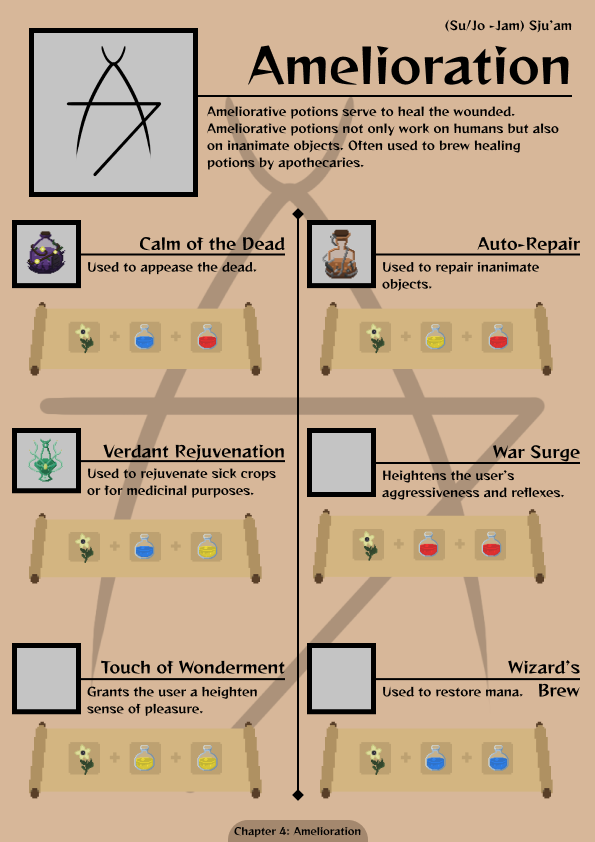 (Su/Jo -Jam) Sju'am
Amelioration
Ameliorative potions serve to heal the wounded.
Ameliorative potions not only work on humans but also
on inanimate objects. Often used to brew healing
potions by apothecaries.
Calm of the Dead
Used to appease the dead.
Auto-Repair
Used to repair inanimate
objects.
Verdant Rejuvenation
Used to rejuvenate sick crops
or for medicinal purposes.
War Surge
Heightens the user's
aggressiveness and reflexes.
Touch of Wonderment
Grants the user a heighten
sense of pleasure.
Wizard's
Brew
Used to restore mana.
Chapter 4: Amelioration